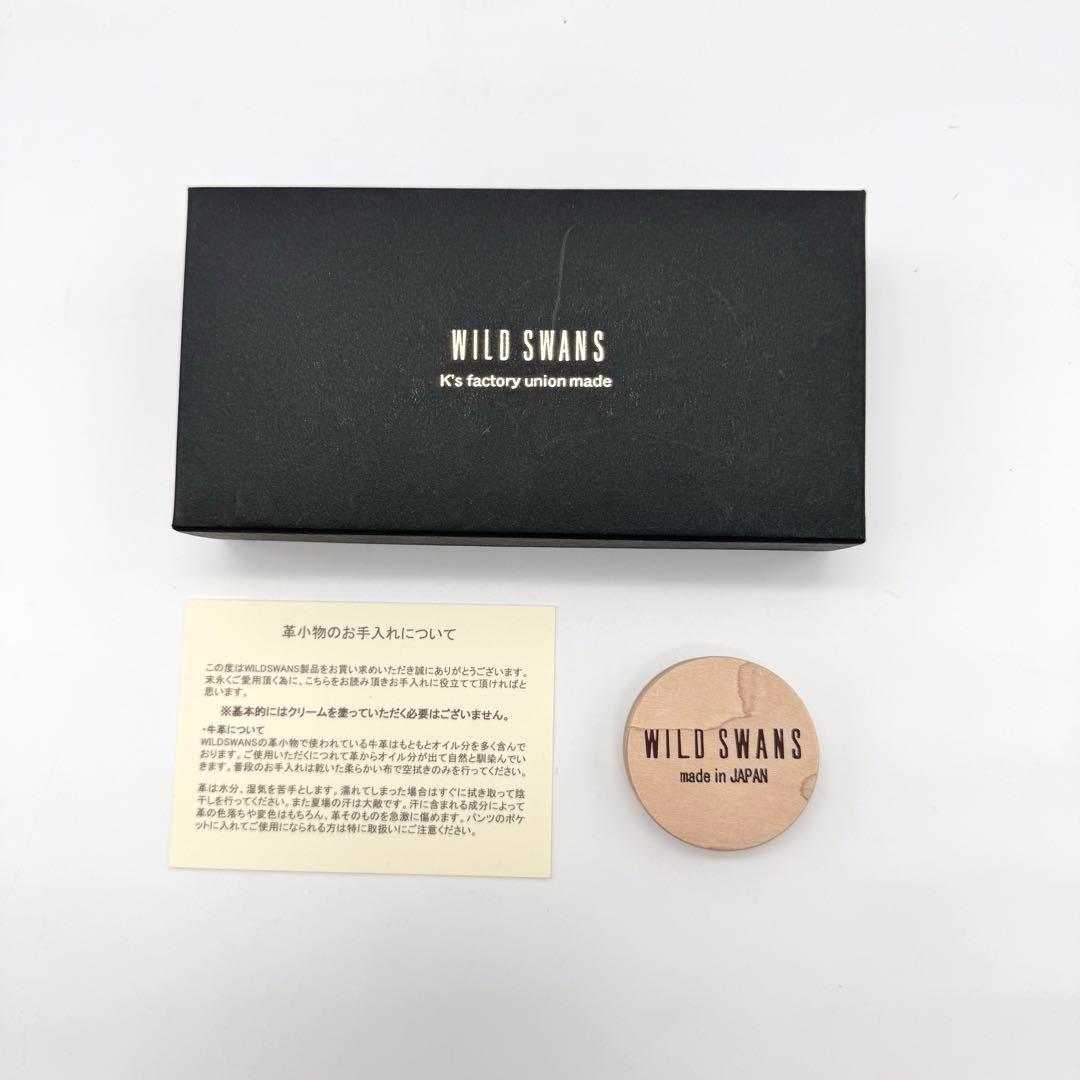 WILD SWANS
K's factory union made
革小物のお手入れについて
この度はWILDSWANS製品をお買い求めいただき誠にありがとうございます。
末永くご愛用頂く為に、こちらをお読み頂きお手入れに役立てて頂ければと
思います。
※基本的にはクリームを塗っていただく必要はございません。
・牛革について
WILDSWANSの革小物で使われている牛革はもともとオイル分を多く含んで
おります。ご使用いただくにつれて革からオイル分が出て自然と馴染んでい
きます。普段のお手入れは乾いた柔らかい布で空拭きのみを行ってください。
革は水分、湿気を苦手とします。濡れてしまった場合はすぐに拭き取って陰
干しを行ってください。また夏場の汗は大敵です。汗に含まれる成分によって
革の色落ちや変色はもちろん、革そのものを急激に傷めます。パンツのポケ
ットに入れてご使用になられる方は特に取扱いにご注意ください。
WILD SWANS
made in JAPAN